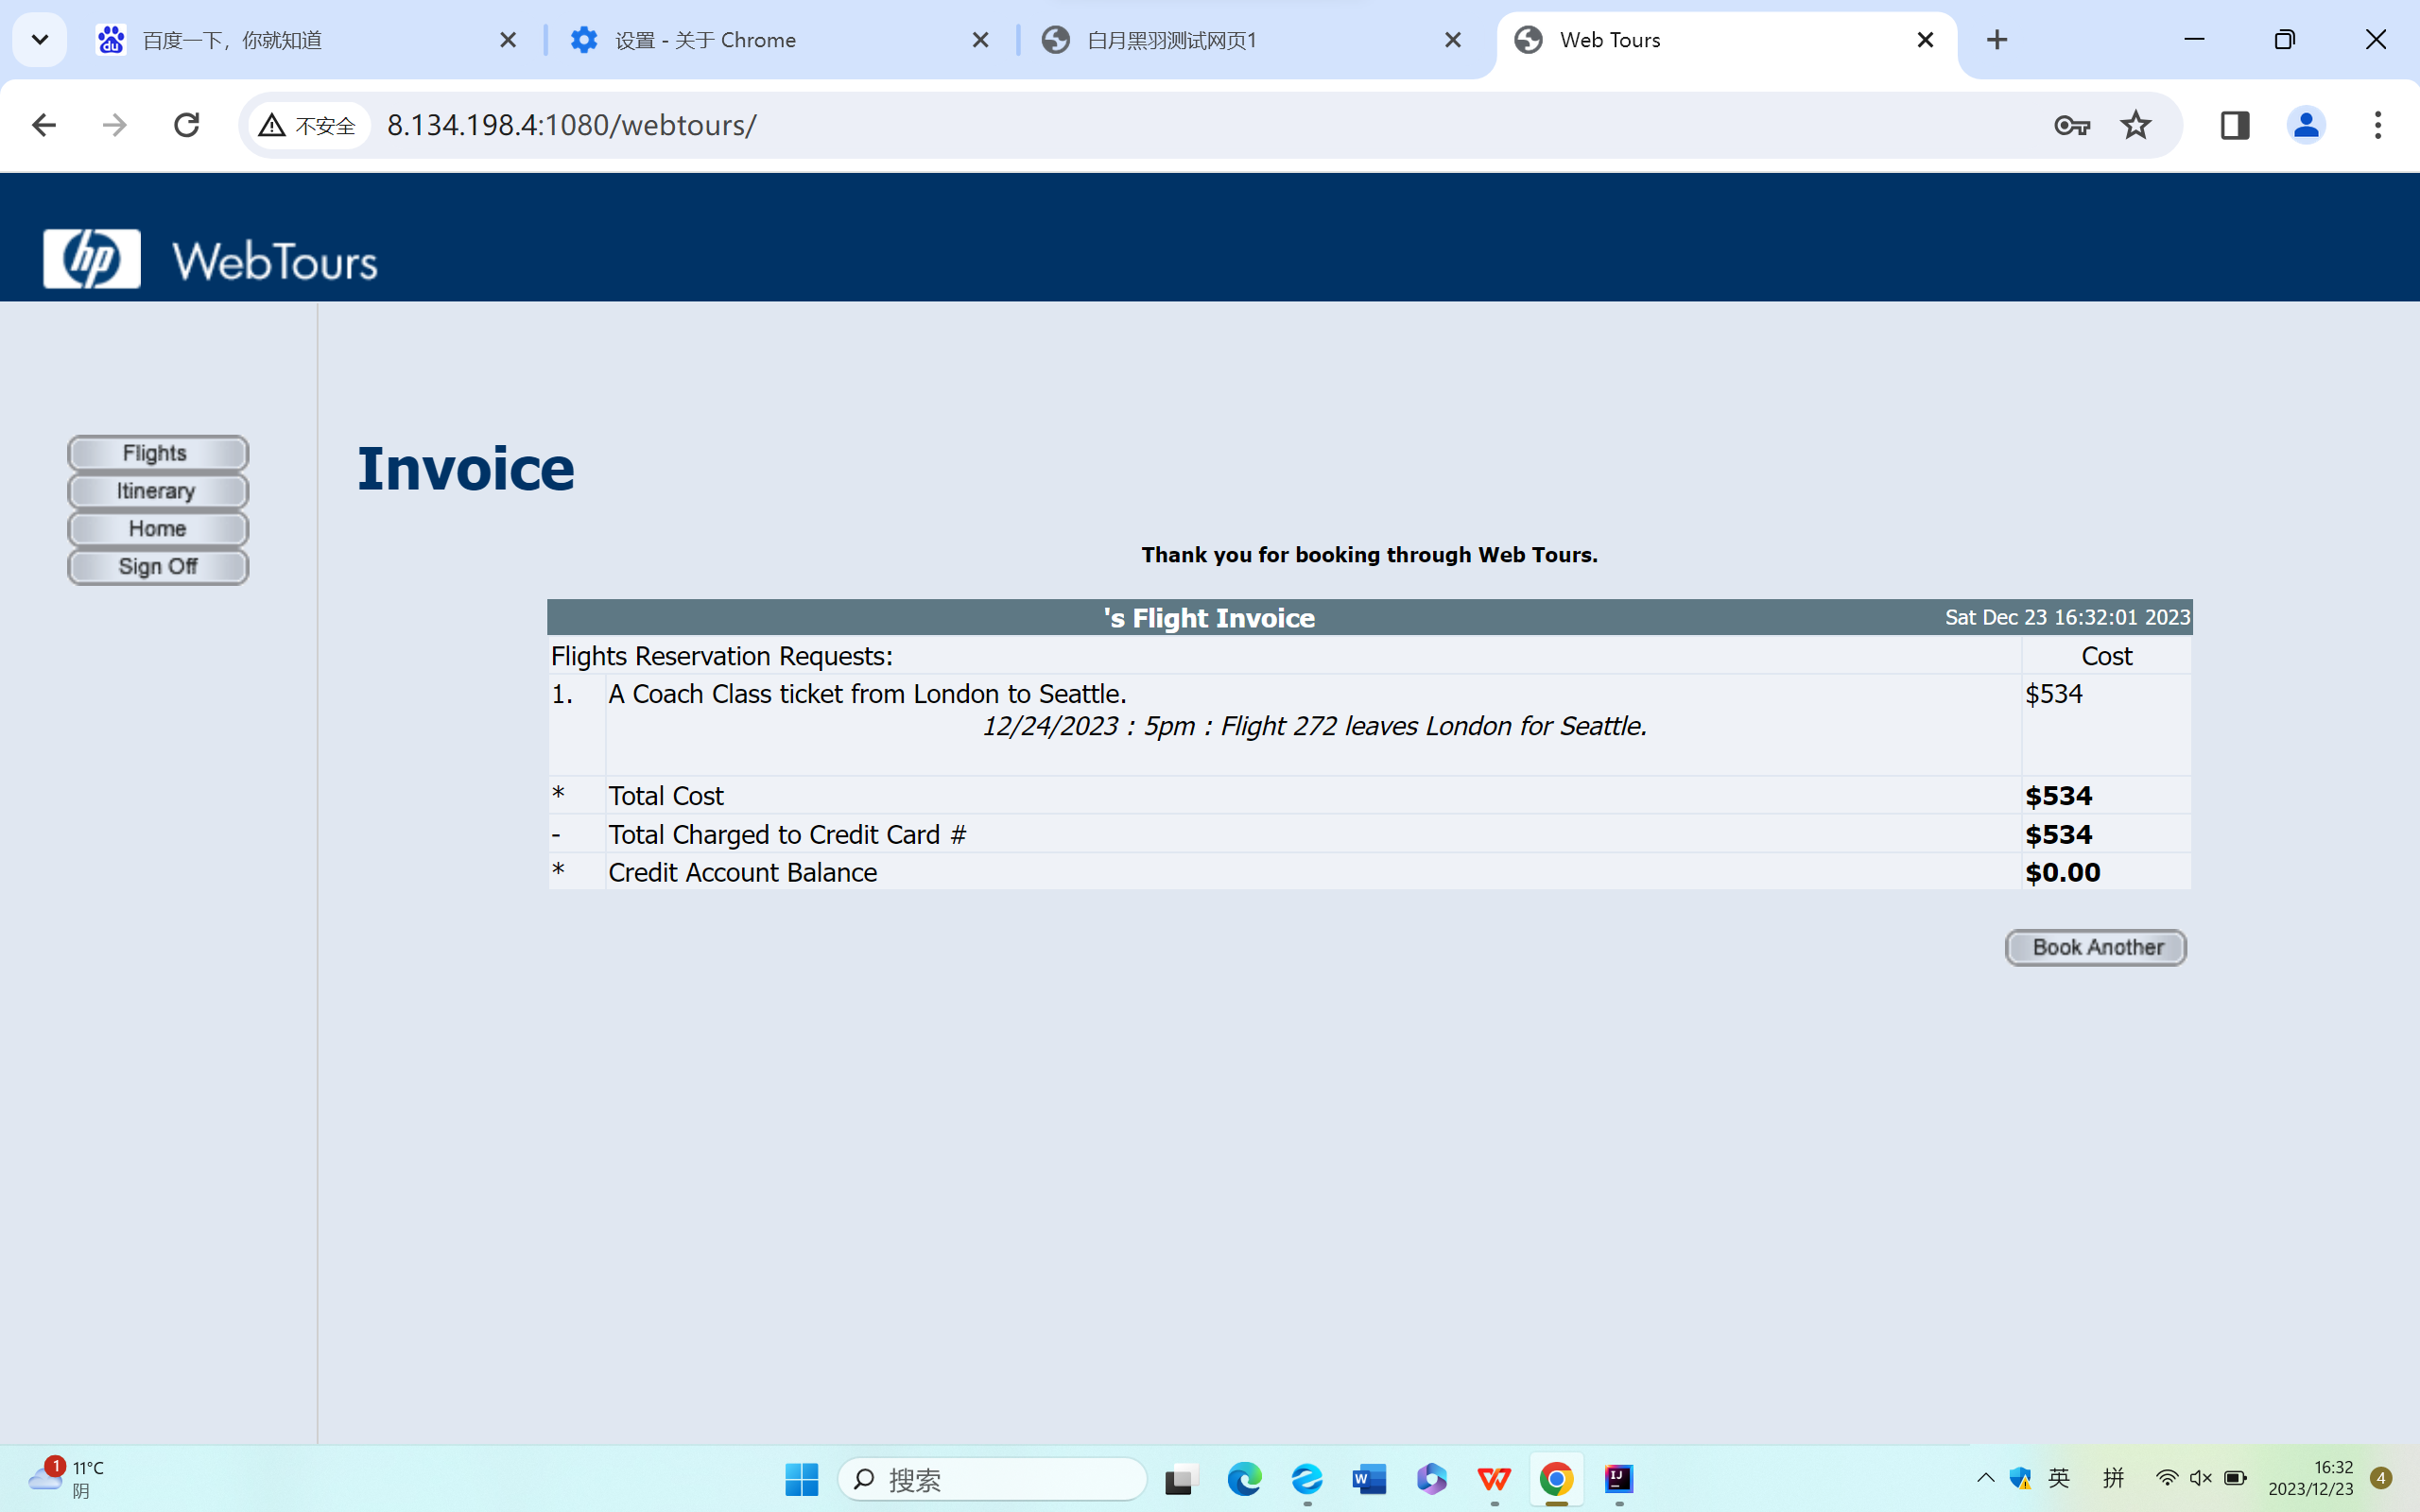 百度一下，你就知道
设置 - 关于 Chrome
白月黑羽测试网页1
Web Tours
不安全
8.134.198.4:1080/webtours/
hp WebTours
Flights
Itinerary
Home
Sign Off
Invoice
Thank you for booking through Web Tours.
's Flight Invoice Sat Dec 23 16:32:01 2023
Flights Reservation Requests: Cost
1. A Coach Class ticket from London to Seattle. $534
12/24/2023 : 5pm : Flight 272 leaves London for Seattle.
* Total Cost $534
- Total Charged to Credit Card # $534
* Credit Account Balance $0.00
Book Another
1
11°C
阴
搜索
英
拼
16:32
2023/12/23
4